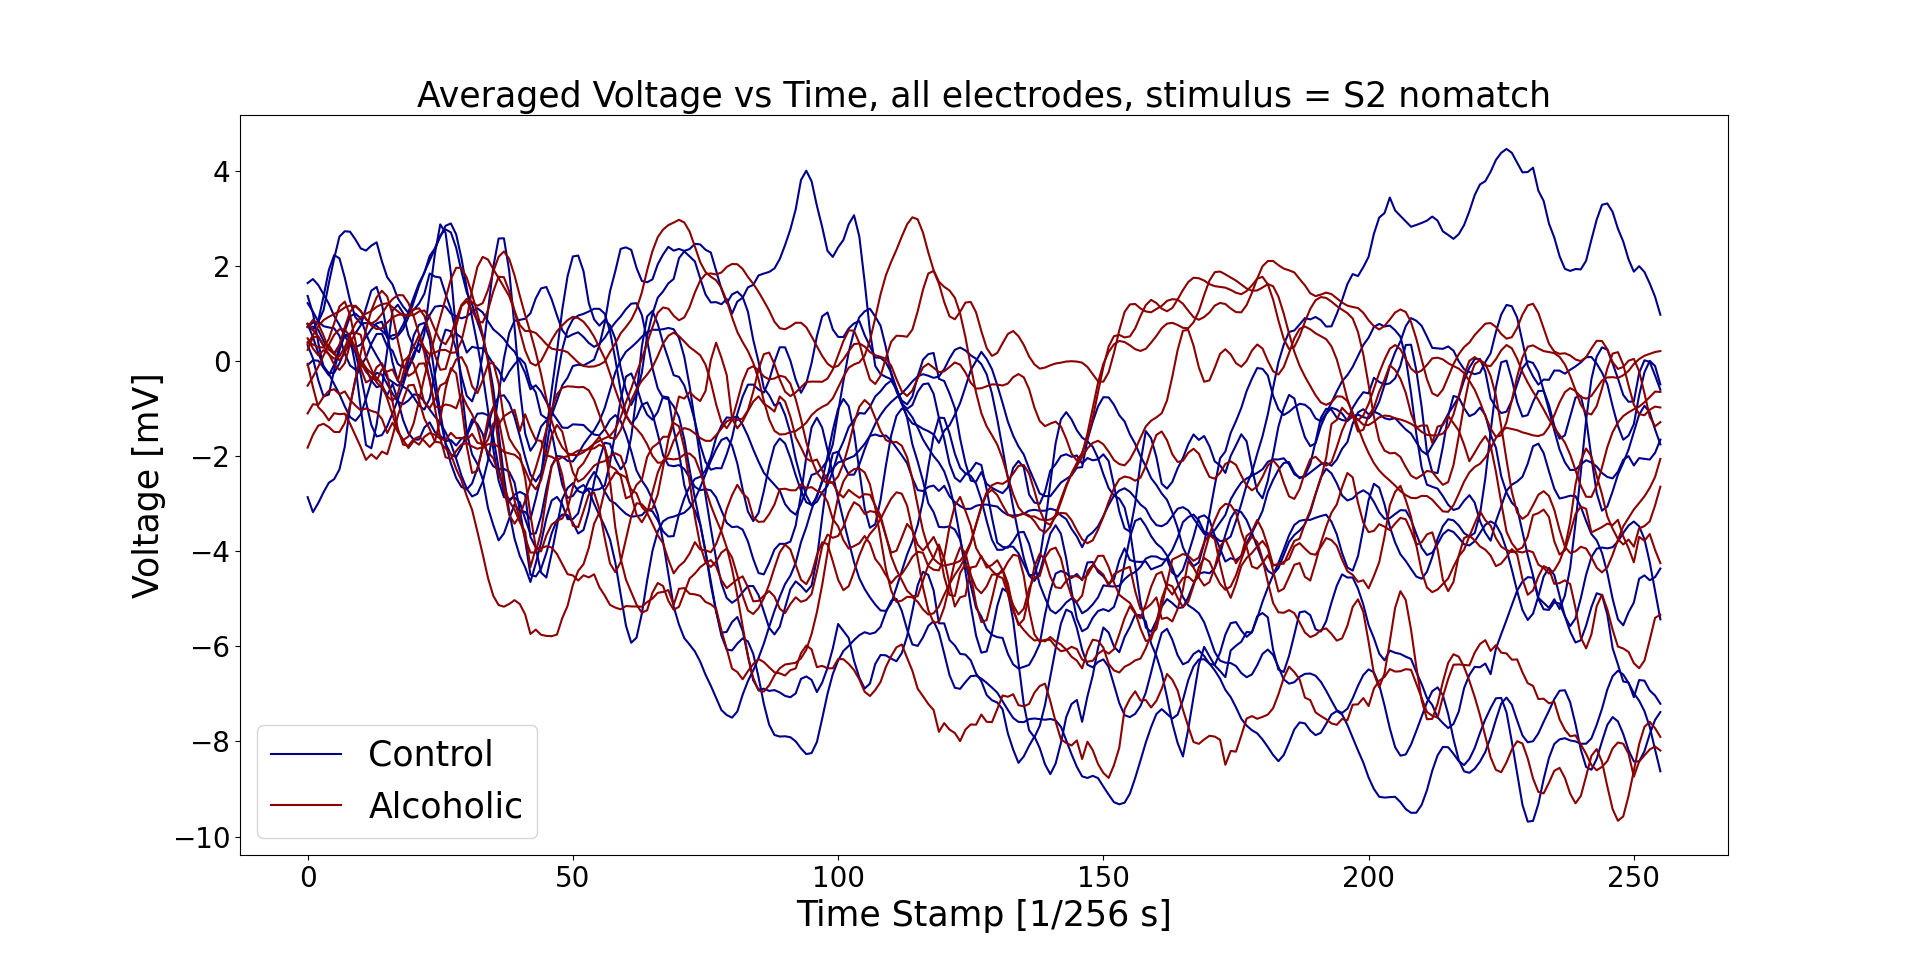 Averaged Voltage vs Time, all electrodes, stimulus = S2 nomatch
Voltage [mV]
4
2
0
−2
−4
−6
−8
−10
Control
Alcoholic
0 50 100 150 200 250
Time Stamp [1/256 s]